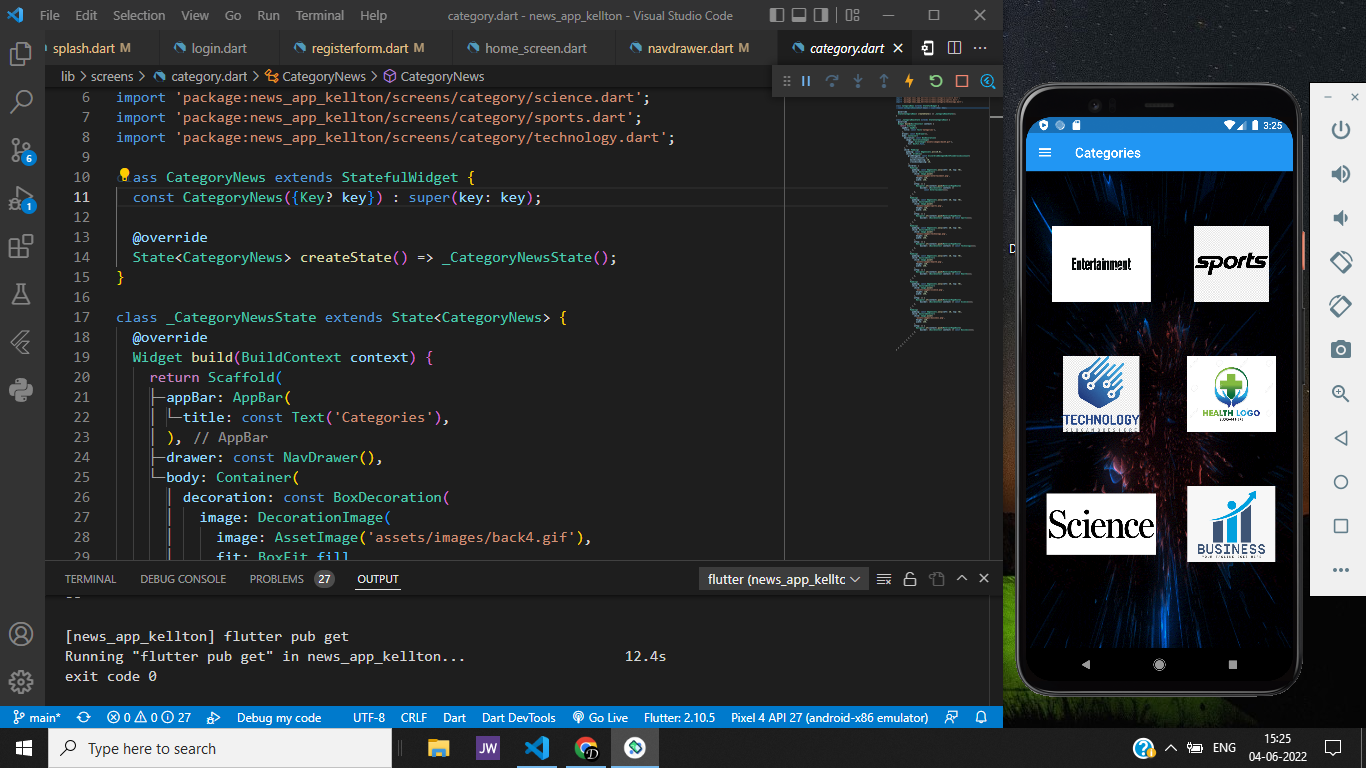 File Edit Selection View Go Run Terminal Help category.dart - news_app_kellton - Visual Studio Code
splash.dart M login.dart registerform.dart M home_screen.dart navdrawer.dart M category.dart
lib > screens > category.dart > CategoryNews > CategoryNews
6 import 'package:news_app_kellton/screens/category/science.dart';
7 import 'package:news_app_kellton/screens/category/sports.dart';
8 import 'package:news_app_kellton/screens/category/technology.dart';
9
10 ass CategoryNews extends StatefulWidget {
11 const CategoryNews({Key? key}) : super(key: key);
12
13 @override
14 State<CategoryNews> createState() => _CategoryNewsState();
15 }
16
17 class _CategoryNewsState extends State<CategoryNews> {
18 @override
19 Widget build(BuildContext context) {
20 return Scaffold(
21 appBar: AppBar(
22 title: const Text('Categories'),
23 ), // AppBar
24 drawer: const NavDrawer(),
25 body: Container(
26 decoration: const BoxDecoration(
27 image: DecorationImage(
28 image: AssetImage('assets/images/back4.gif'),
29 fit: BoxFit.fill
TERMINAL DEBUG CONSOLE PROBLEMS 27 OUTPUT flutter (news_app_kelltc
[news_app_kellton] flutter pub get
Running "flutter pub get" in news_app_kellton... 12.4s
exit code 0
main* 0 0 27 Debug my code UTF-8 CRLF Dart Dart DevTools Go Live Flutter: 2.10.5 Pixel 4 API 27 (android-x86 emulator)
6
1
3:25
Categories
Entertainment
sports
TECHNOLOGY
HEALTH LOGO
Science
BUSINESS
D
Type here to search
JW
D
ENG
15:25
04-06-2022